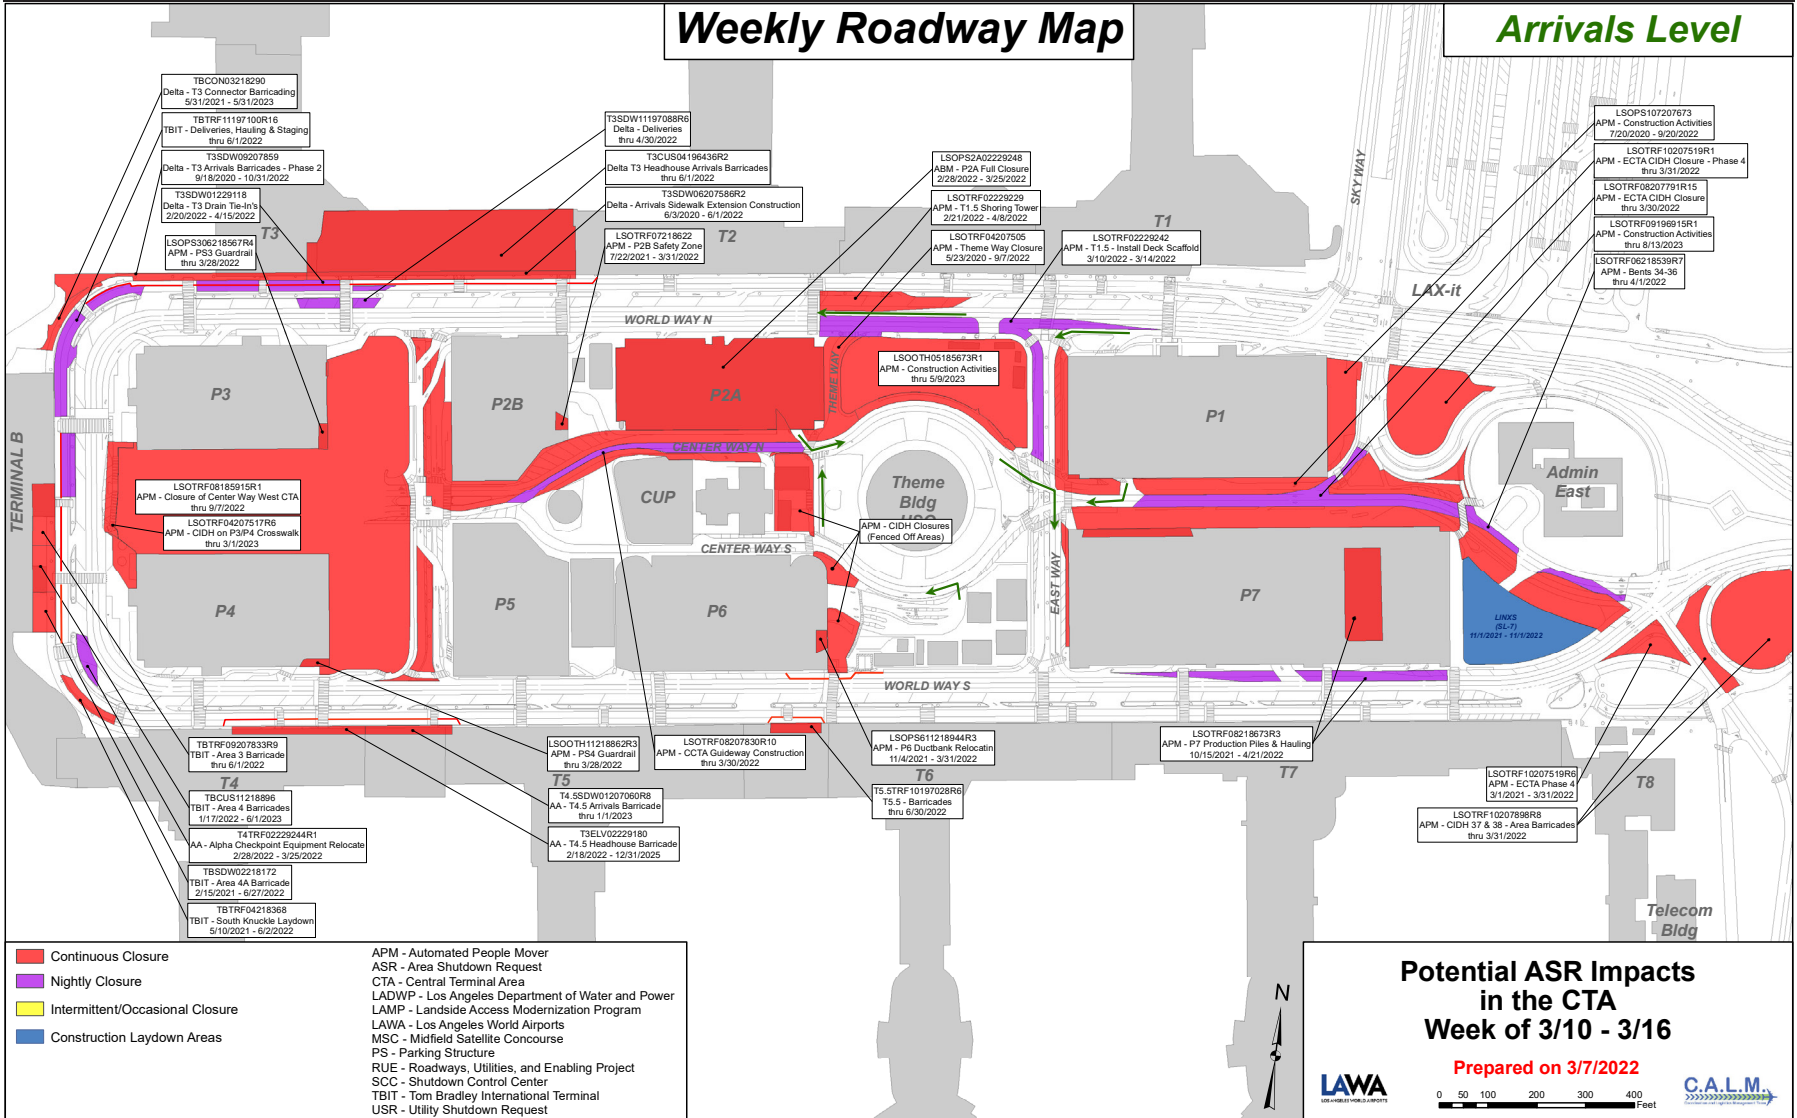 Weekly Roadway Map
Arrivals Level
TBCON03218290
Delta - T3 Connector Barricading
5/31/2021 - 5/31/2023
TBTRF11197100R16
TBIT - Deliveries, Hauling & Staging
thru 6/1/2022
T3SDW09207859
Delta - T3 Arrivals Barricades - Phase 2
9/18/2020 - 10/31/2022
T3SDW01229118
Delta - T3 Drain Tie-In's
2/20/2022 - 4/15/2022
LSOPS306218567R4
APM - PS3 Guardrail
thru 3/28/2022
T3SDW11197088R6
Delta - Deliveries
thru 4/30/2022
T3CUS04196436R2
Delta T3 Headhouse Arrivals Barricades
thru 6/1/2022
T3SDW06207586R2
Delta - Arrivals Sidewalk Extension Construction
6/3/2020 - 6/1/2022
LSOTRF07218622
APM - P2B Safety Zone
7/22/2021 - 3/31/2022
LSOPS2A02229248
ABM - P2A Full Closure
2/28/2022 - 3/25/2022
LSOTRF02229229
APM - T1.5 Shoring Tower
2/21/2022 - 4/8/2022
LSOTRF04207505
APM - Theme Way Closure
5/23/2020 - 9/7/2022
LSOTRF02229242
APM - T1.5 - Install Deck Scaffold
3/10/2022 - 3/14/2022
LSOPS107207673
APM - Construction Activities
7/20/2020 - 9/20/2022
LSOTRF10207519R1
APM - ECTA CIDH Closure - Phase 4
thru 3/31/2022
LSOTRF08207791R15
APM - ECTA CIDH Closure
thru 3/30/2022
LSOTRF09196915R1
APM - Construction Activities
thru 8/13/2023
LSOTRF06218539R7
APM - Bents 34-36
thru 4/1/2022
T3
T2
T1
SKY WAY
LAX-it
WORLD WAY N
LSOOTH05185673R1
APM - Construction Activities
thru 5/9/2023
THEME WAY
P3
P2B
P2A
P1
CENTER WAY N
TERMINAL B
LSOTRF08185915R1
APM - Closure of Center Way West CTA
thru 9/7/2022
LSOTRF04207517R6
APM - CIDH on P3/P4 Crosswalk
thru 3/1/2023
CUP
Theme
Bldg
USO
APM - CIDH Closures
(Fenced Off Areas)
Admin
East
CENTER WAY S
EAST WAY
P4
P5
P6
P7
LINXS
(SL-7)
11/1/2021 - 11/1/2022
WORLD WAY S
TBTRF09207833R9
TBIT - Area 3 Barricade
thru 6/1/2022
T4
TBCUS11218896
TBIT - Area 4 Barricades
1/17/2022 - 6/1/2023
T4TRF02229244R1
AA - Alpha Checkpoint Equipment Relocate
2/28/2022 - 3/25/2022
TBSDW02218172
TBIT - Area 4A Barricade
2/15/2021 - 6/27/2022
TBTRF04218368
TBIT - South Knuckle Laydown
5/10/2021 - 6/2/2022
LSOOTH11218862R3
APM - PS4 Guardrail
thru 3/28/2022
T5
T4.5SDW01207060R8
AA - T4.5 Arrivals Barricade
thru 1/1/2023
T3ELV02229180
AA - T4.5 Headhouse Barricade
2/18/2022 - 12/31/2025
LSOTRF08207830R10
APM - CCTA Guideway Construction
thru 3/30/2022
LSOPS611218944R3
APM - P6 Ductbank Relocatin
11/4/2021 - 3/31/2022
T6
T5.5TRF10197028R6
T5.5 - Barricades
thru 6/30/2022
LSOTRF08218673R3
APM - P7 Production Piles & Hauling
10/15/2021 - 4/21/2022
T7
LSOTRF10207519R6
APM - ECTA Phase 4
3/1/2021 - 3/31/2022
T8
LSOTRF10207898R8
APM - CIDH 37 & 38 - Area Barricades
thru 3/31/2022
Telecom
Bldg
Continuous Closure
Nightly Closure
Intermittent/Occasional Closure
Construction Laydown Areas
APM - Automated People Mover
ASR - Area Shutdown Request
CTA - Central Terminal Area
LADWP - Los Angeles Department of Water and Power
LAMP - Landside Access Modernization Program
LAWA - Los Angeles World Airports
MSC - Midfield Satellite Concourse
PS - Parking Structure
RUE - Roadways, Utilities, and Enabling Project
SCC - Shutdown Control Center
TBIT - Tom Bradley International Terminal
USR - Utility Shutdown Request
N
Potential ASR Impacts
in the CTA
Week of 3/10 - 3/16
Prepared on 3/7/2022
LAWA
LOS ANGELES WORLD AIRPORTS
0 50 100 200 300 400
Feet
C.A.L.M.